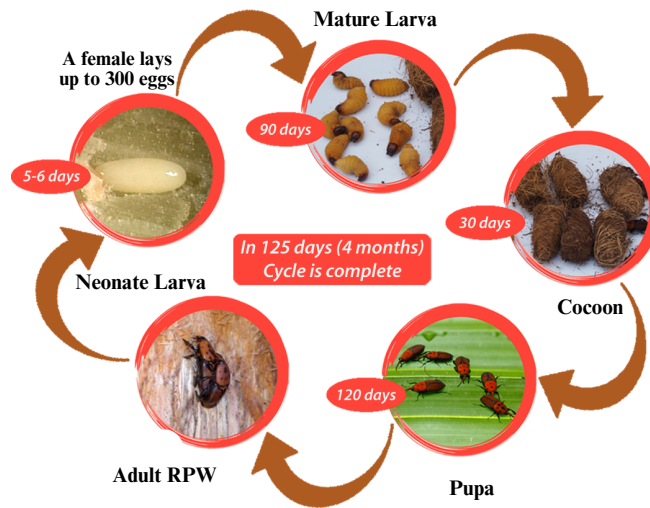 Mature Larva
A female lays
up to 300 eggs
90 days
5-6 days
30 days
In 125 days (4 months)
Cycle is complete
Neonate Larva
Cocoon
120 days
Adult RPW
Pupa